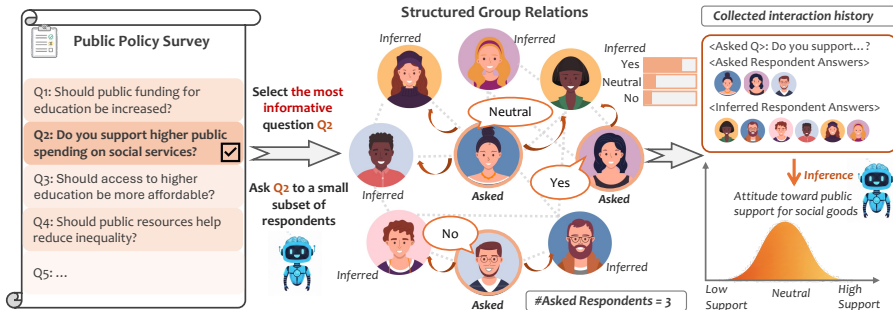 Public Policy Survey
Q1: Should public funding for
education be increased?
Q2: Do you support higher public
spending on social services?
Q3: Should access to higher
education be more affordable?
Q4: Should public resources help
reduce inequality?
Q5: ...
Select the most
informative
question Q2
Ask Q2 to a small
subset of
respondents
Structured Group Relations
Inferred
Inferred
Inferred
Yes
Neutral
No
Neutral
Inferred
Asked
Yes
Asked
No
Inferred
Asked
Inferred
#Asked Respondents = 3
Collected interaction history
<Asked Q>: Do you support...?
<Asked Respondent Answers>
<Inferred Respondent Answers>
Inference
Attitude toward public
support for social goods
Low
Support
Neutral
High
Support